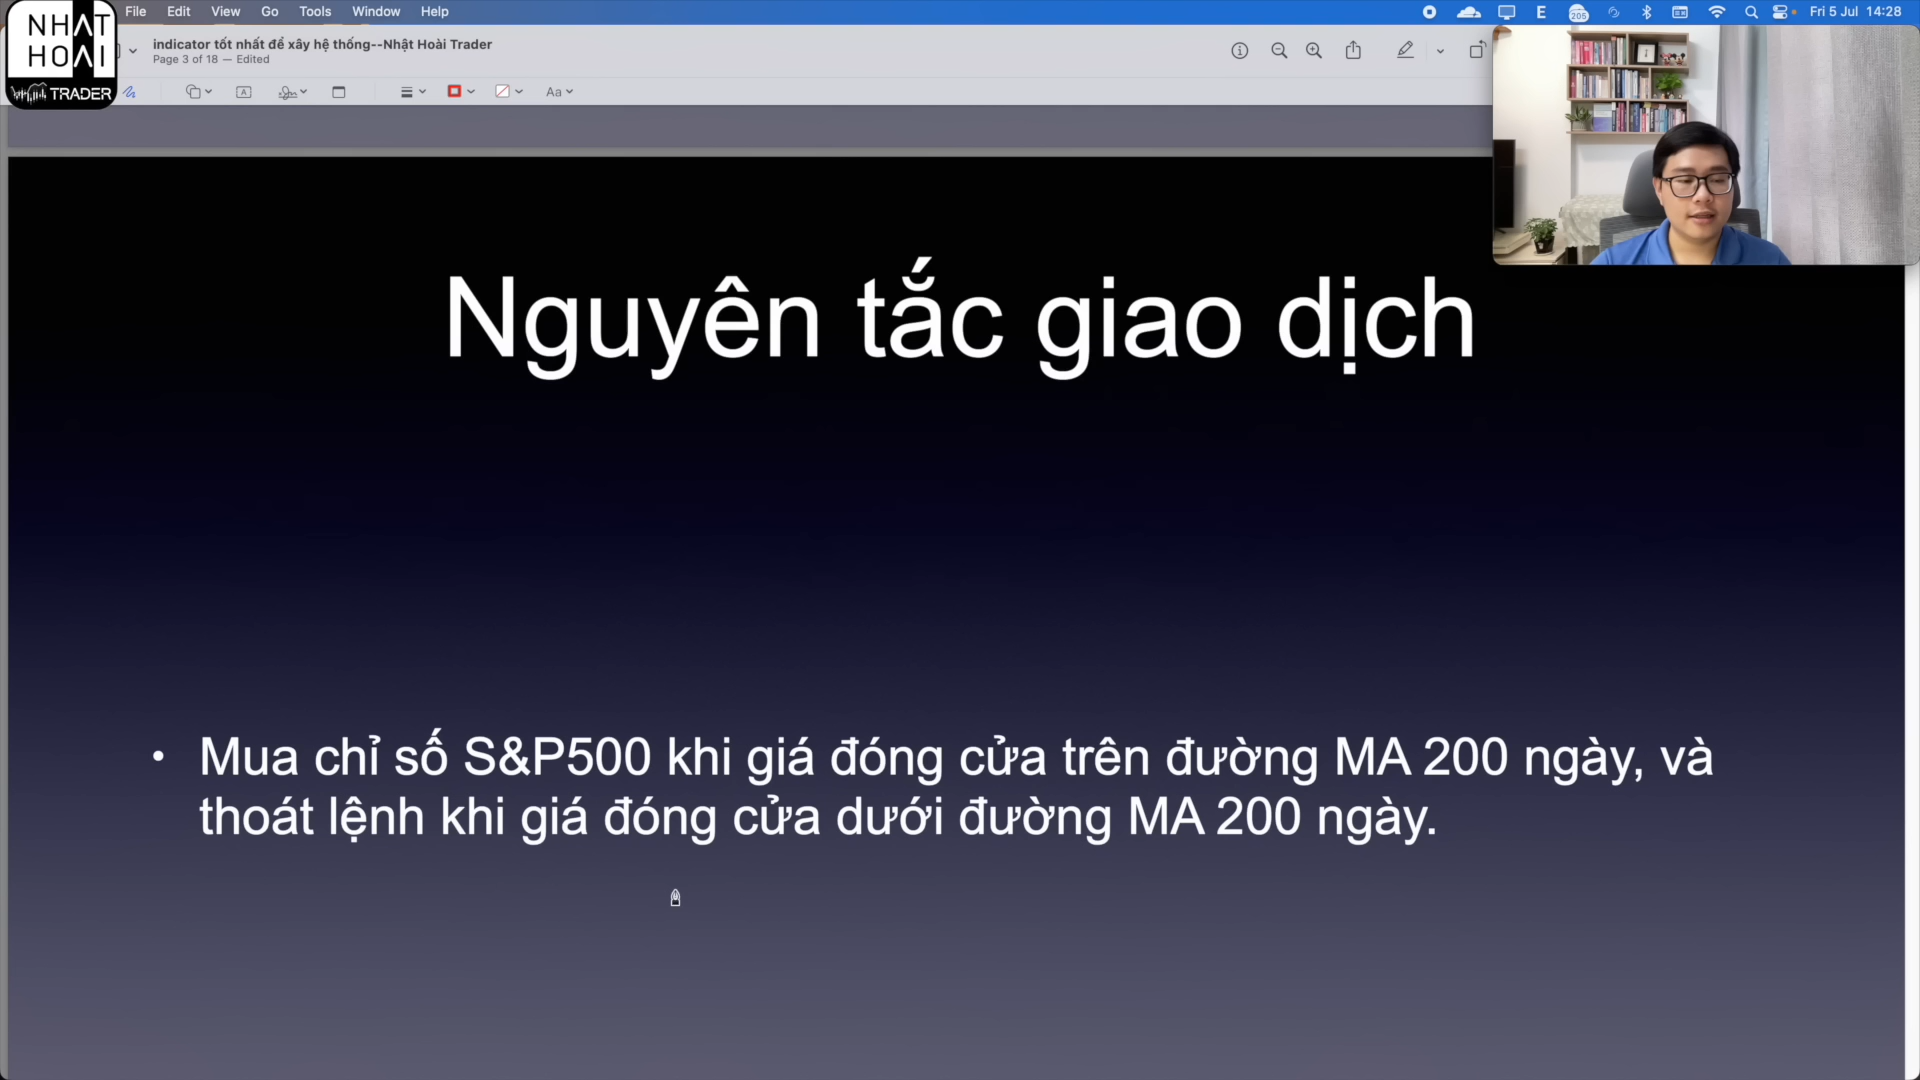 File Edit View Go Tools Window Help
E 205 Fri 5 Jul 14:28
NHẬT
HOÀI
TRADER
indicator tốt nhất để xây hệ thống--Nhật Hoài Trader
Page 3 of 18 — Edited
A Aa
Nguyên tắc giao dịch
• Mua chỉ số S&P500 khi giá đóng cửa trên đường MA 200 ngày, và
thoát lệnh khi giá đóng cửa dưới đường MA 200 ngày.